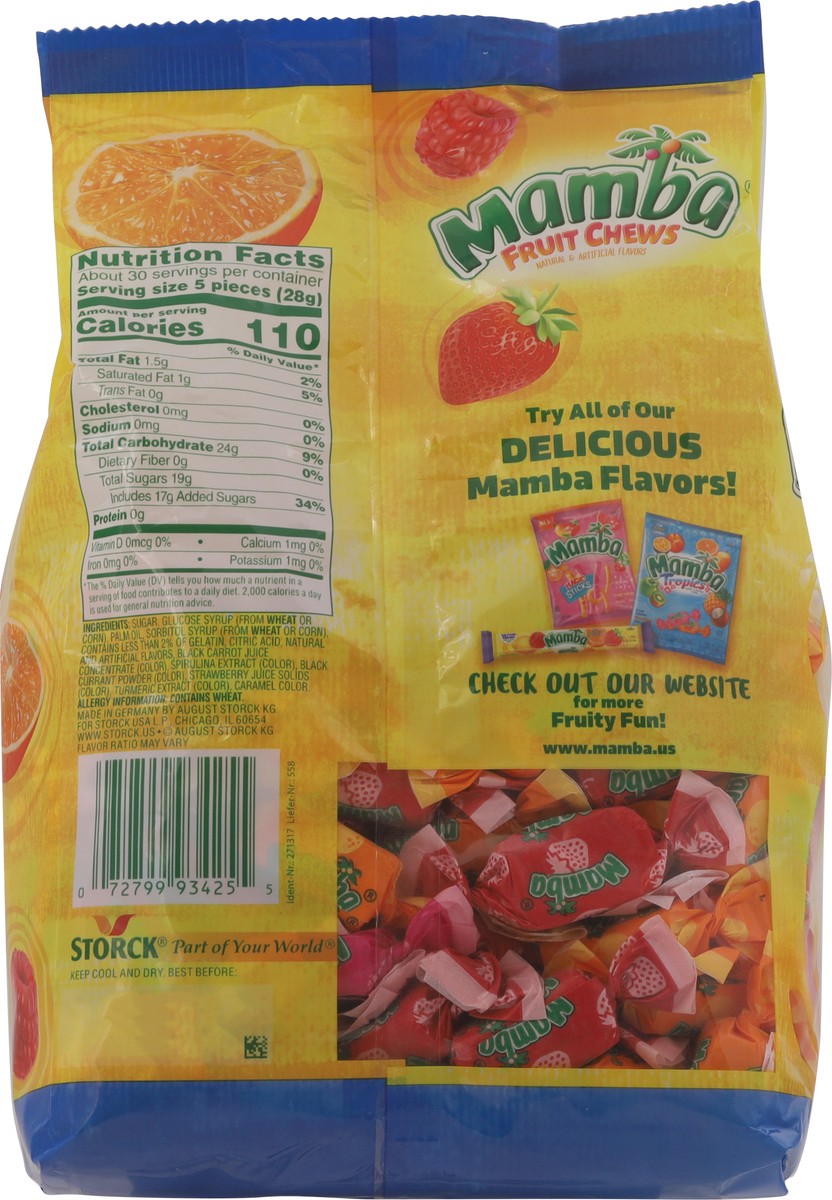 Nutrition Facts
About 30 servings per container
Serving size 5 pieces (28g)
Amount per serving
Calories 110
% Daily Value*
Total Fat 1.5g 2%
Saturated Fat 1g 5%
Trans Fat 0g
Cholesterol 0mg 0%
Sodium 0mg 0%
Total Carbohydrate 24g 9%
Dietary Fiber 0g 0%
Total Sugars 19g
Includes 17g Added Sugars 34%
Protein 0g
Vitamin D 0mcg 0% • Calcium 1mg 0%
Iron 0mg 0% • Potassium 1mg 0%
*The % Daily Value (DV) tells you how much a nutrient in a
serving of food contributes to a daily diet. 2,000 calories a day
is used for general nutrition advice.
INGREDIENTS: SUGAR, GLUCOSE SYRUP (FROM WHEAT OR
CORN), PALM OIL, SORBITOL SYRUP (FROM WHEAT OR CORN),
CONTAINS LESS THAN 2% OF GELATIN, CITRIC ACID, NATURAL
AND ARTIFICIAL FLAVORS, BLACK CARROT JUICE
CONCENTRATE (COLOR), SPIRULINA EXTRACT (COLOR), BLACK
CURRANT POWDER (COLOR), STRAWBERRY JUICE SOLIDS
(COLOR), TURMERIC EXTRACT (COLOR), CARAMEL COLOR.
ALLERGY INFORMATION: CONTAINS WHEAT.
MADE IN GERMANY BY AUGUST STORCK KG
FOR STORCK USA L.P., CHICAGO, IL 60654
WWW.STORCK.US • © AUGUST STORCK KG
FLAVOR RATIO MAY VARY
0 72799 93425 5
Ident-Nr.: 271317 Liefer-Nr.: 558
STORCK® Part of Your World®
KEEP COOL AND DRY. BEST BEFORE:
Mamba®
FRUIT CHEWS
NATURAL & ARTIFICIAL FLAVORS
Try All of Our
DELICIOUS
Mamba Flavors!
Mamba
STICKS
Mamba
Tropics
Mamba
CHECK OUT OUR WEBSITE
for more
Fruity Fun!
www.mamba.us
Mamba
Mamba
Mamba
Mamba